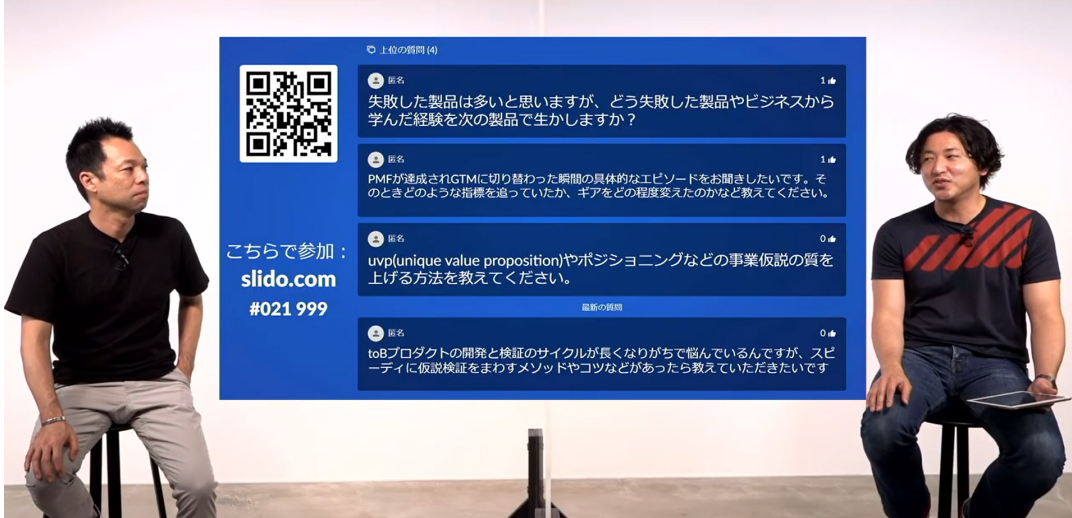 上位の質問 (4)
匿名
1
失敗した製品は多いと思いますが、どう失敗した製品やビジネスから
学んだ経験を次の製品で生かしますか？
匿名
1
PMFが達成されGTMに切り替わった瞬間の具体的なエピソードをお聞きしたいです。そ
のときどのような指標を追っていたか、ギアをどの程度変えたのかなど教えてください。
匿名
0
uvp(unique value proposition)やポジショニングなどの事業仮説の質を
上げる方法を教えてください。
最新の質問
匿名
0
toBプロダクトの開発と検証のサイクルが長くなりがちで悩んでいるんですが、スピ
ーディに仮説検証をまわすメソッドやコツなどがあったら教えていただきたいです
こちらで参加：
slido.com
#021 999